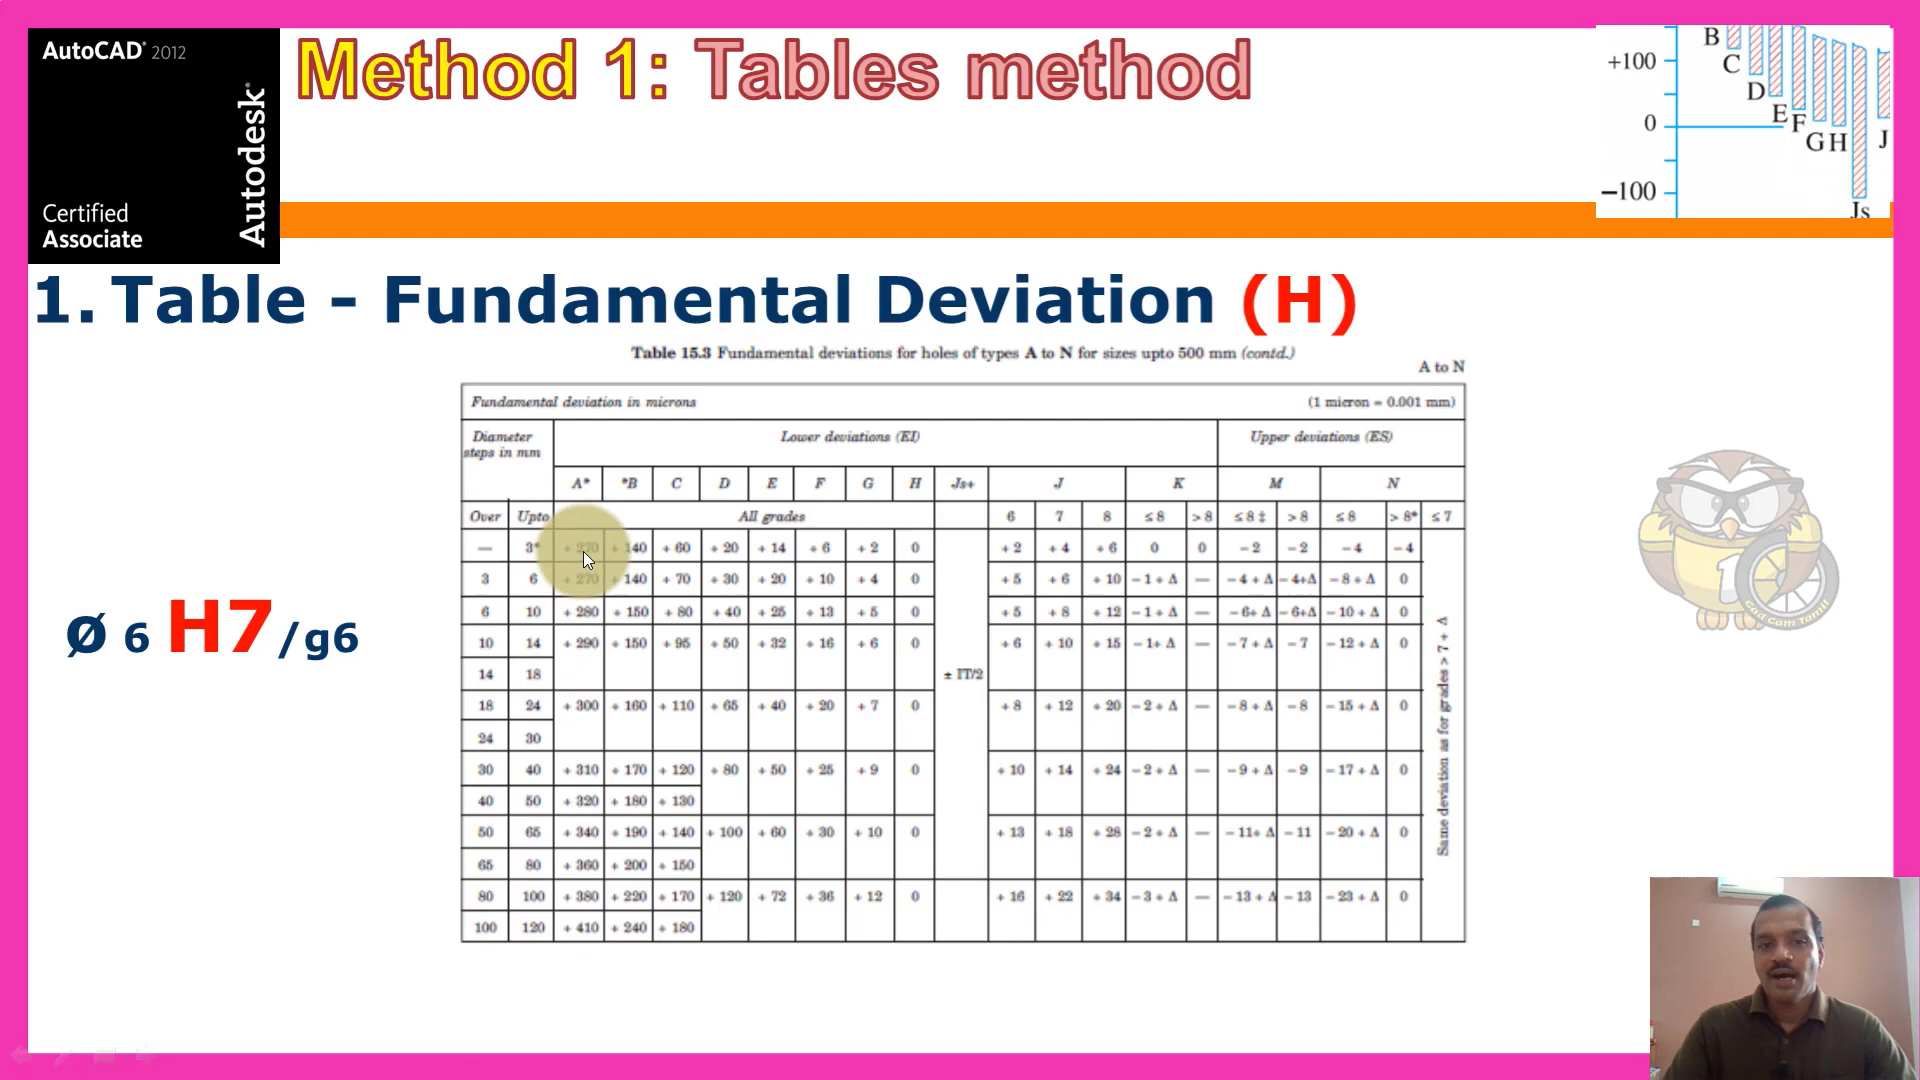 AutoCAD® 2012
Autodesk®
Certified
Associate
Method 1: Tables method
B
+100
C
D
E
F
0
G H
J
−100
Js
1. Table - Fundamental Deviation (H)
Table 15.3 Fundamental deviations for holes of types A to N for sizes upto 500 mm (contd.)
A to N
Fundamental deviation in microns (1 micron = 0.001 mm)
Diameter steps in mm Lower deviations (EI) Upper deviations (ES)
A* *B C D E F G H Js+ J K M N
Over Upto All grades 6 7 8 ≤ 8 > 8 ≤ 8 ‡ > 8 ≤ 8 > 8* ≤ 7
— 3* + 270 + 140 + 60 + 20 + 14 + 6 + 2 0 + 2 + 4 + 6 0 0 − 2 − 2 − 4 − 4
3 6 + 270 + 140 + 70 + 30 + 20 + 10 + 4 0 + 5 + 6 + 10 − 1 + Δ — − 4 + Δ − 4+Δ − 8 + Δ 0
6 10 + 280 + 150 + 80 + 40 + 25 + 13 + 5 0 + 5 + 8 + 12 − 1 + Δ — − 6+ Δ − 6+Δ − 10 + Δ 0
10 14 + 290 + 150 + 95 + 50 + 32 + 16 + 6 0 + 6 + 10 + 15 − 1+ Δ — − 7 + Δ − 7 − 12 + Δ 0
14 18 ± IT/2
18 24 + 300 + 160 + 110 + 65 + 40 + 20 + 7 0 + 8 + 12 + 20 − 2 + Δ — − 8 + Δ − 8 − 15 + Δ 0
24 30
30 40 + 310 + 170 + 120 + 80 + 50 + 25 + 9 0 + 10 + 14 + 24 − 2 + Δ — − 9 + Δ − 9 − 17 + Δ 0
40 50 + 320 + 180 + 130
50 65 + 340 + 190 + 140 + 100 + 60 + 30 + 10 0 + 13 + 18 + 28 − 2 + Δ — − 11+ Δ − 11 − 20 + Δ 0
65 80 + 360 + 200 + 150
80 100 + 380 + 220 + 170 + 120 + 72 + 36 + 12 0 + 16 + 22 + 34 − 3 + Δ — − 13 + Δ − 13 − 23 + Δ 0
100 120 + 410 + 240 + 180
Same deviation as for grades > 7 + Δ
Ø 6 H7/g6
Cad Cam Tamil